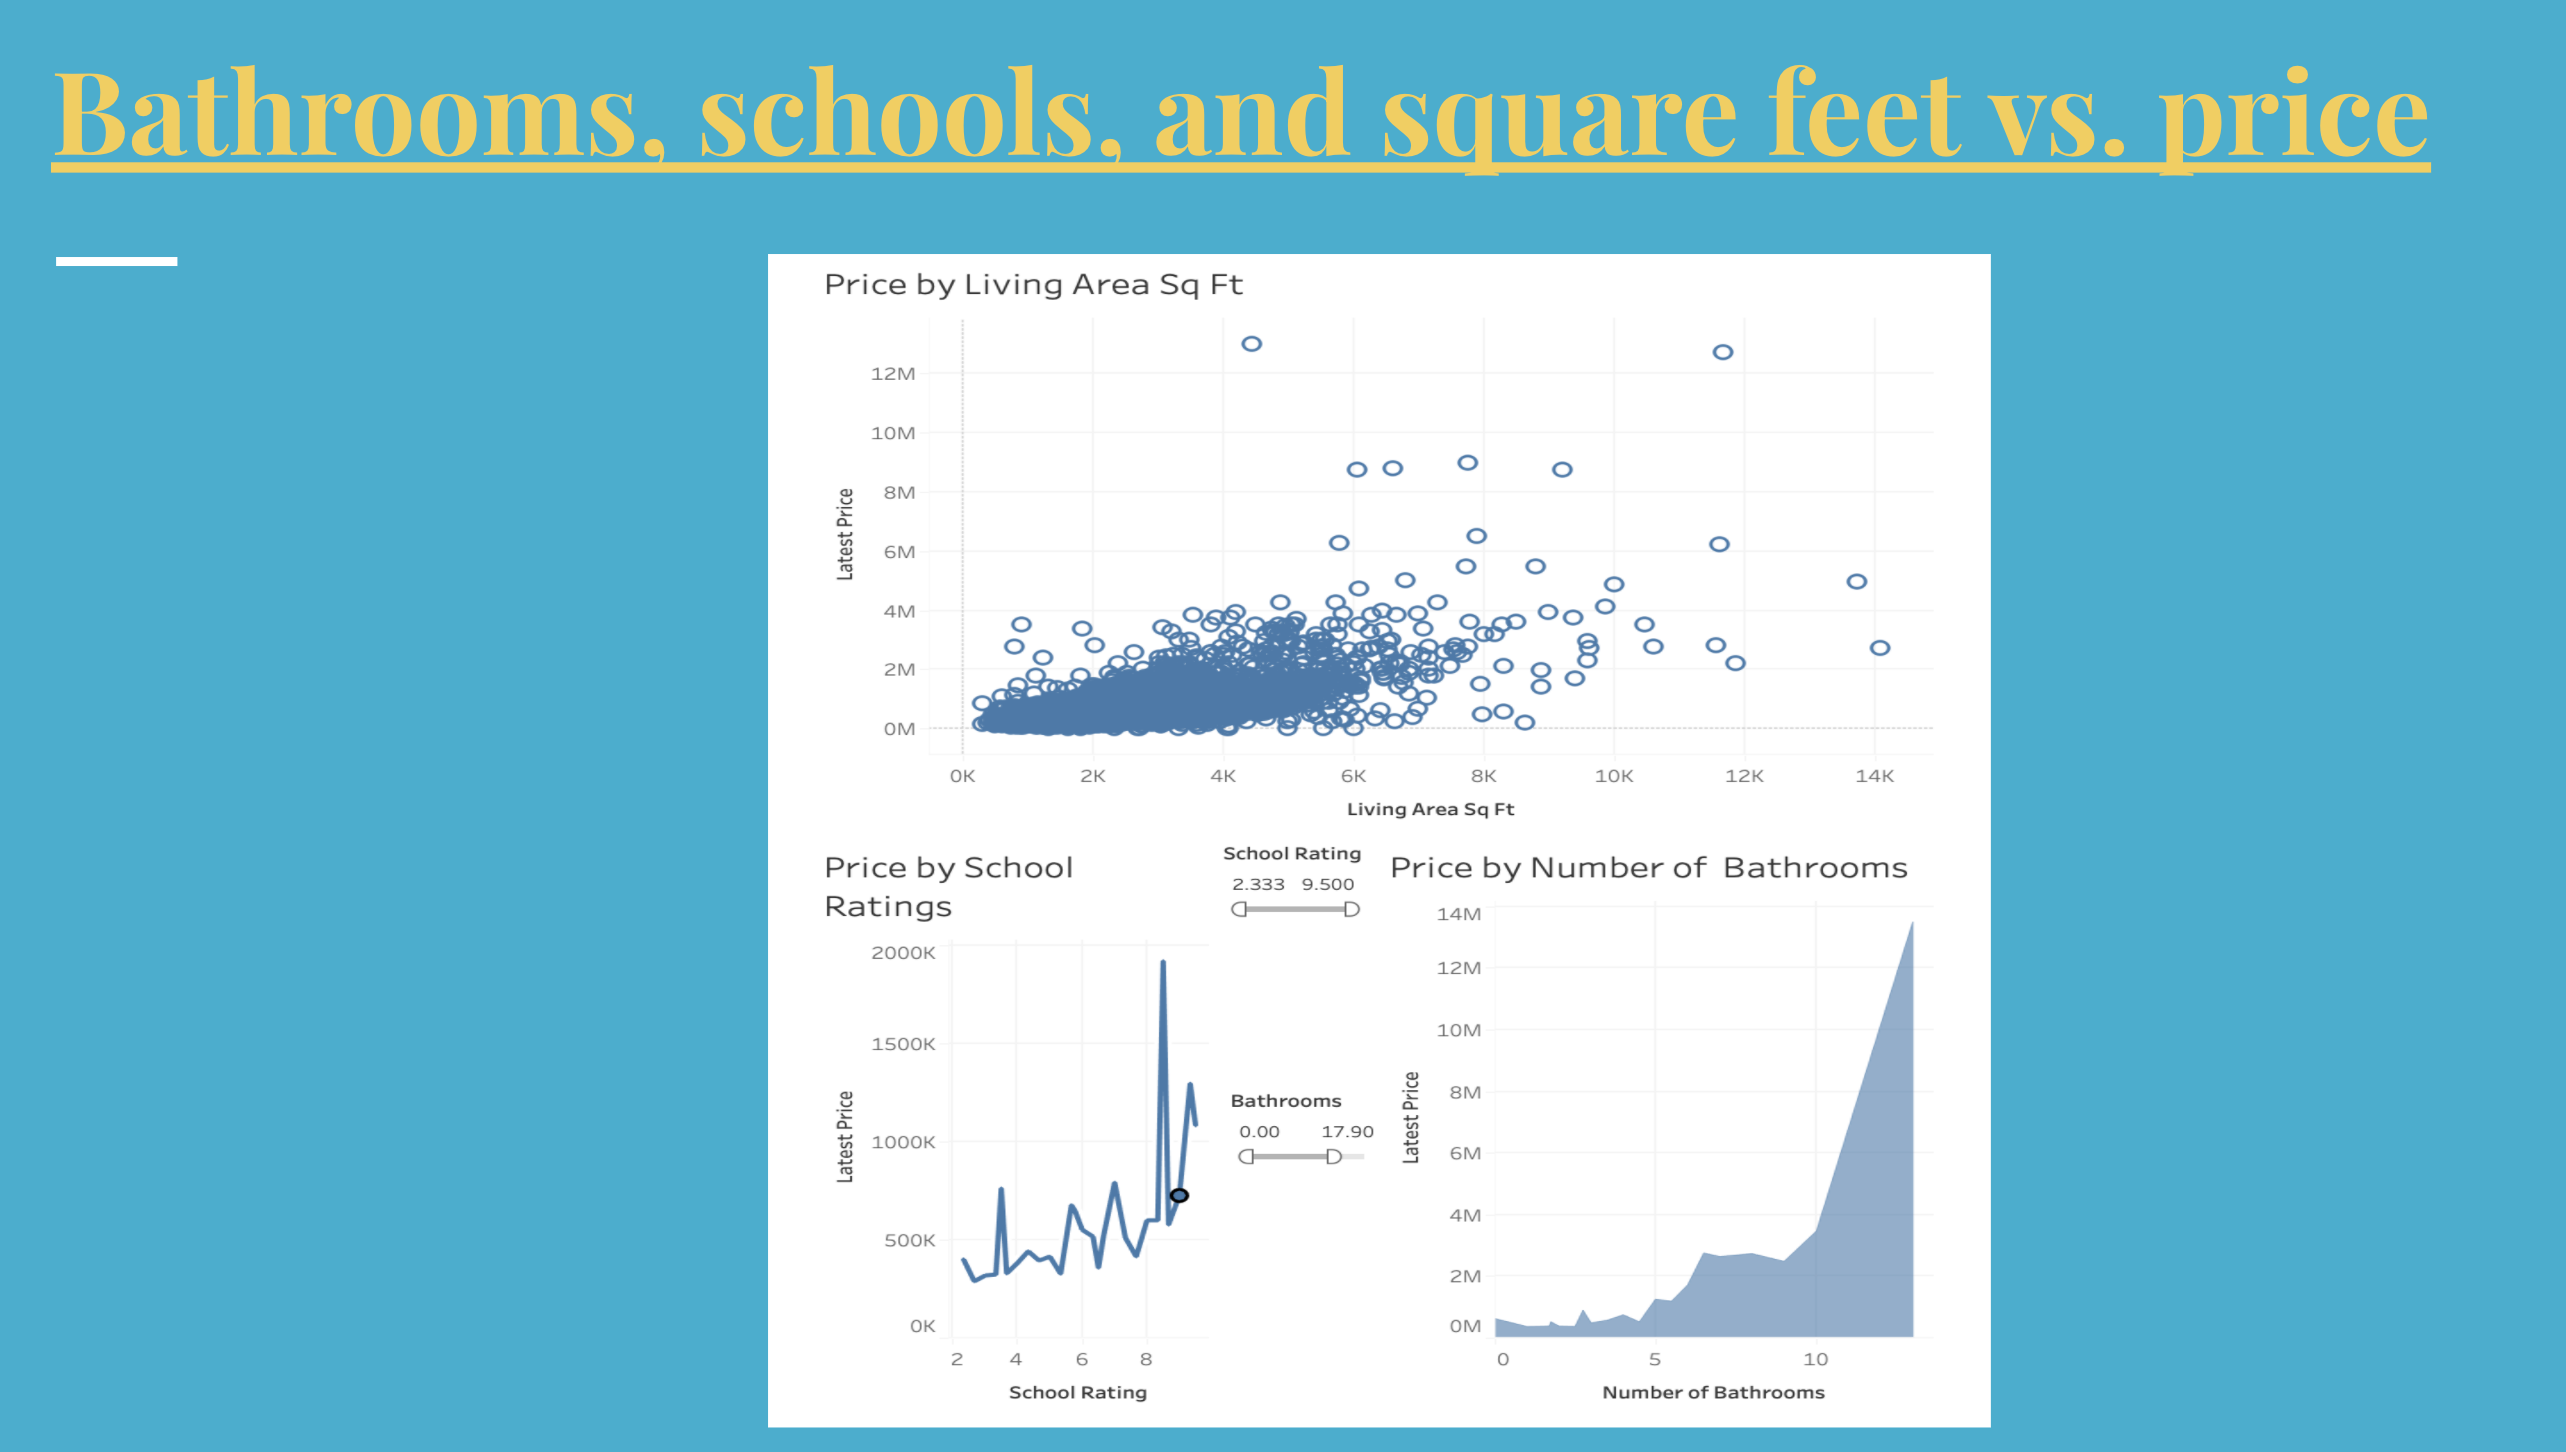 Bathrooms, schools, and square feet vs. price
Price by Living Area Sq Ft
12M
10M
8M
6M
4M
2M
0M
Latest Price
0K 2K 4K 6K 8K 10K 12K 14K
Living Area Sq Ft
Price by School
Ratings
2000K
1500K
1000K
500K
0K
Latest Price
2 4 6 8
School Rating
School Rating
2.333 9.500
Bathrooms
0.00 17.90
Price by Number of Bathrooms
14M
12M
10M
8M
6M
4M
2M
0M
Latest Price
0 5 10
Number of Bathrooms